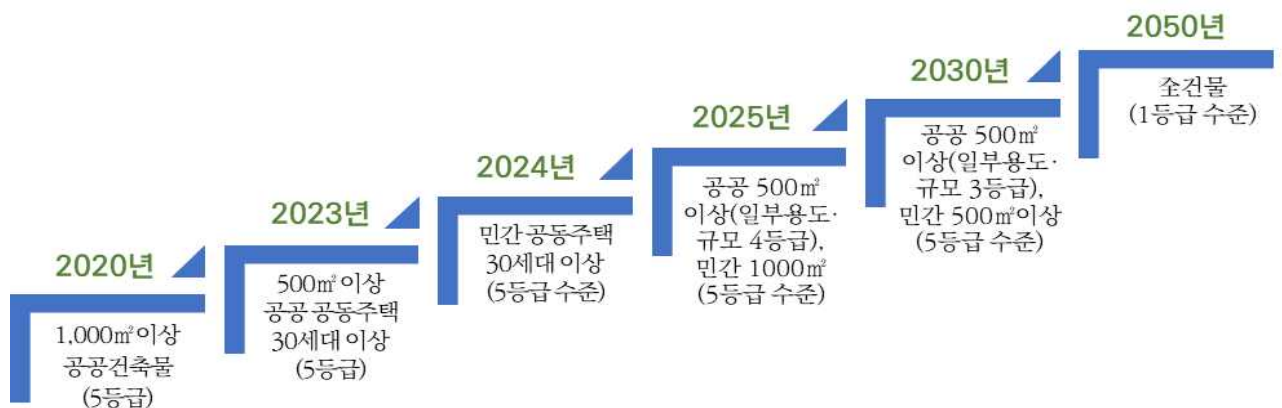 2020년
1,000㎡이상
공공건축물
(5등급)
2023년
500㎡이상
공공 공동주택
30세대 이상
(5등급)
2024년
민간 공동주택
30세대 이상
(5등급 수준)
2025년
공공 500㎡
이상(일부용도·
규모 4등급),
민간 1000㎡
(5등급 수준)
2030년
공공 500㎡
이상(일부용도·
규모 3등급),
민간 500㎡이상
(5등급 수준)
2050년
全건물
(1등급 수준)